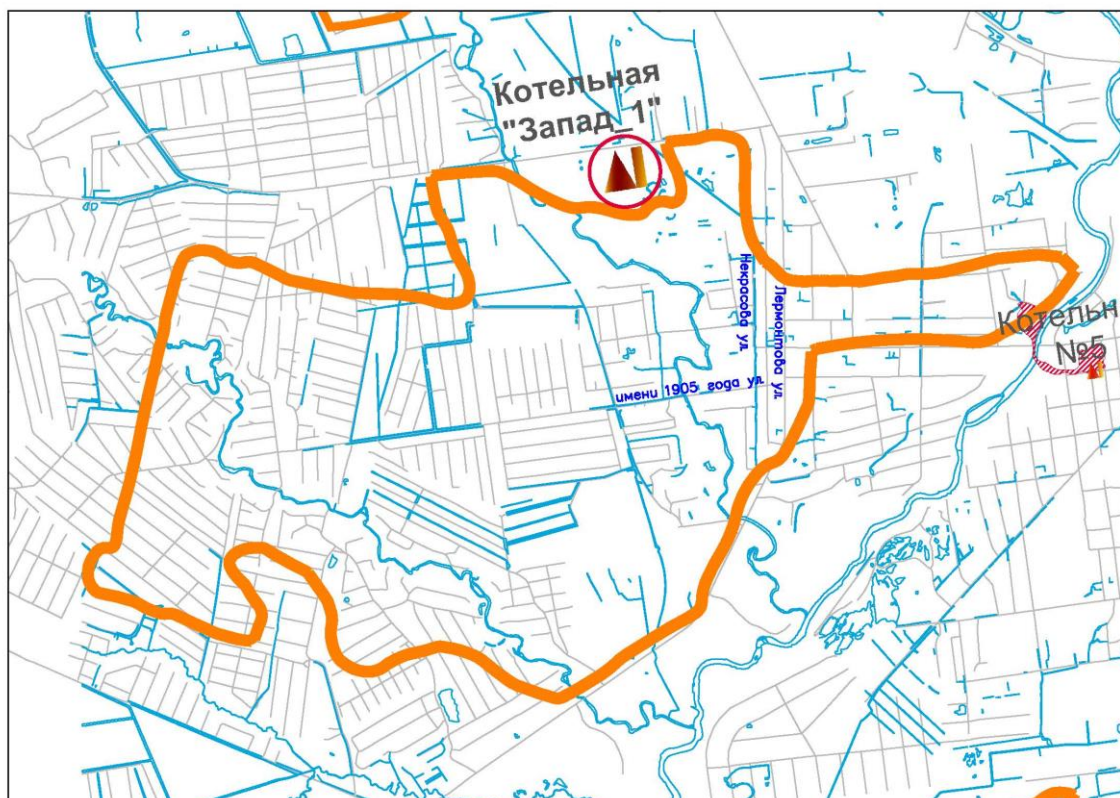 Котельная
"Запад_1"
Некрасова ул.
Лермонтова ул.
Котельн
№5
имени 1905 года ул.